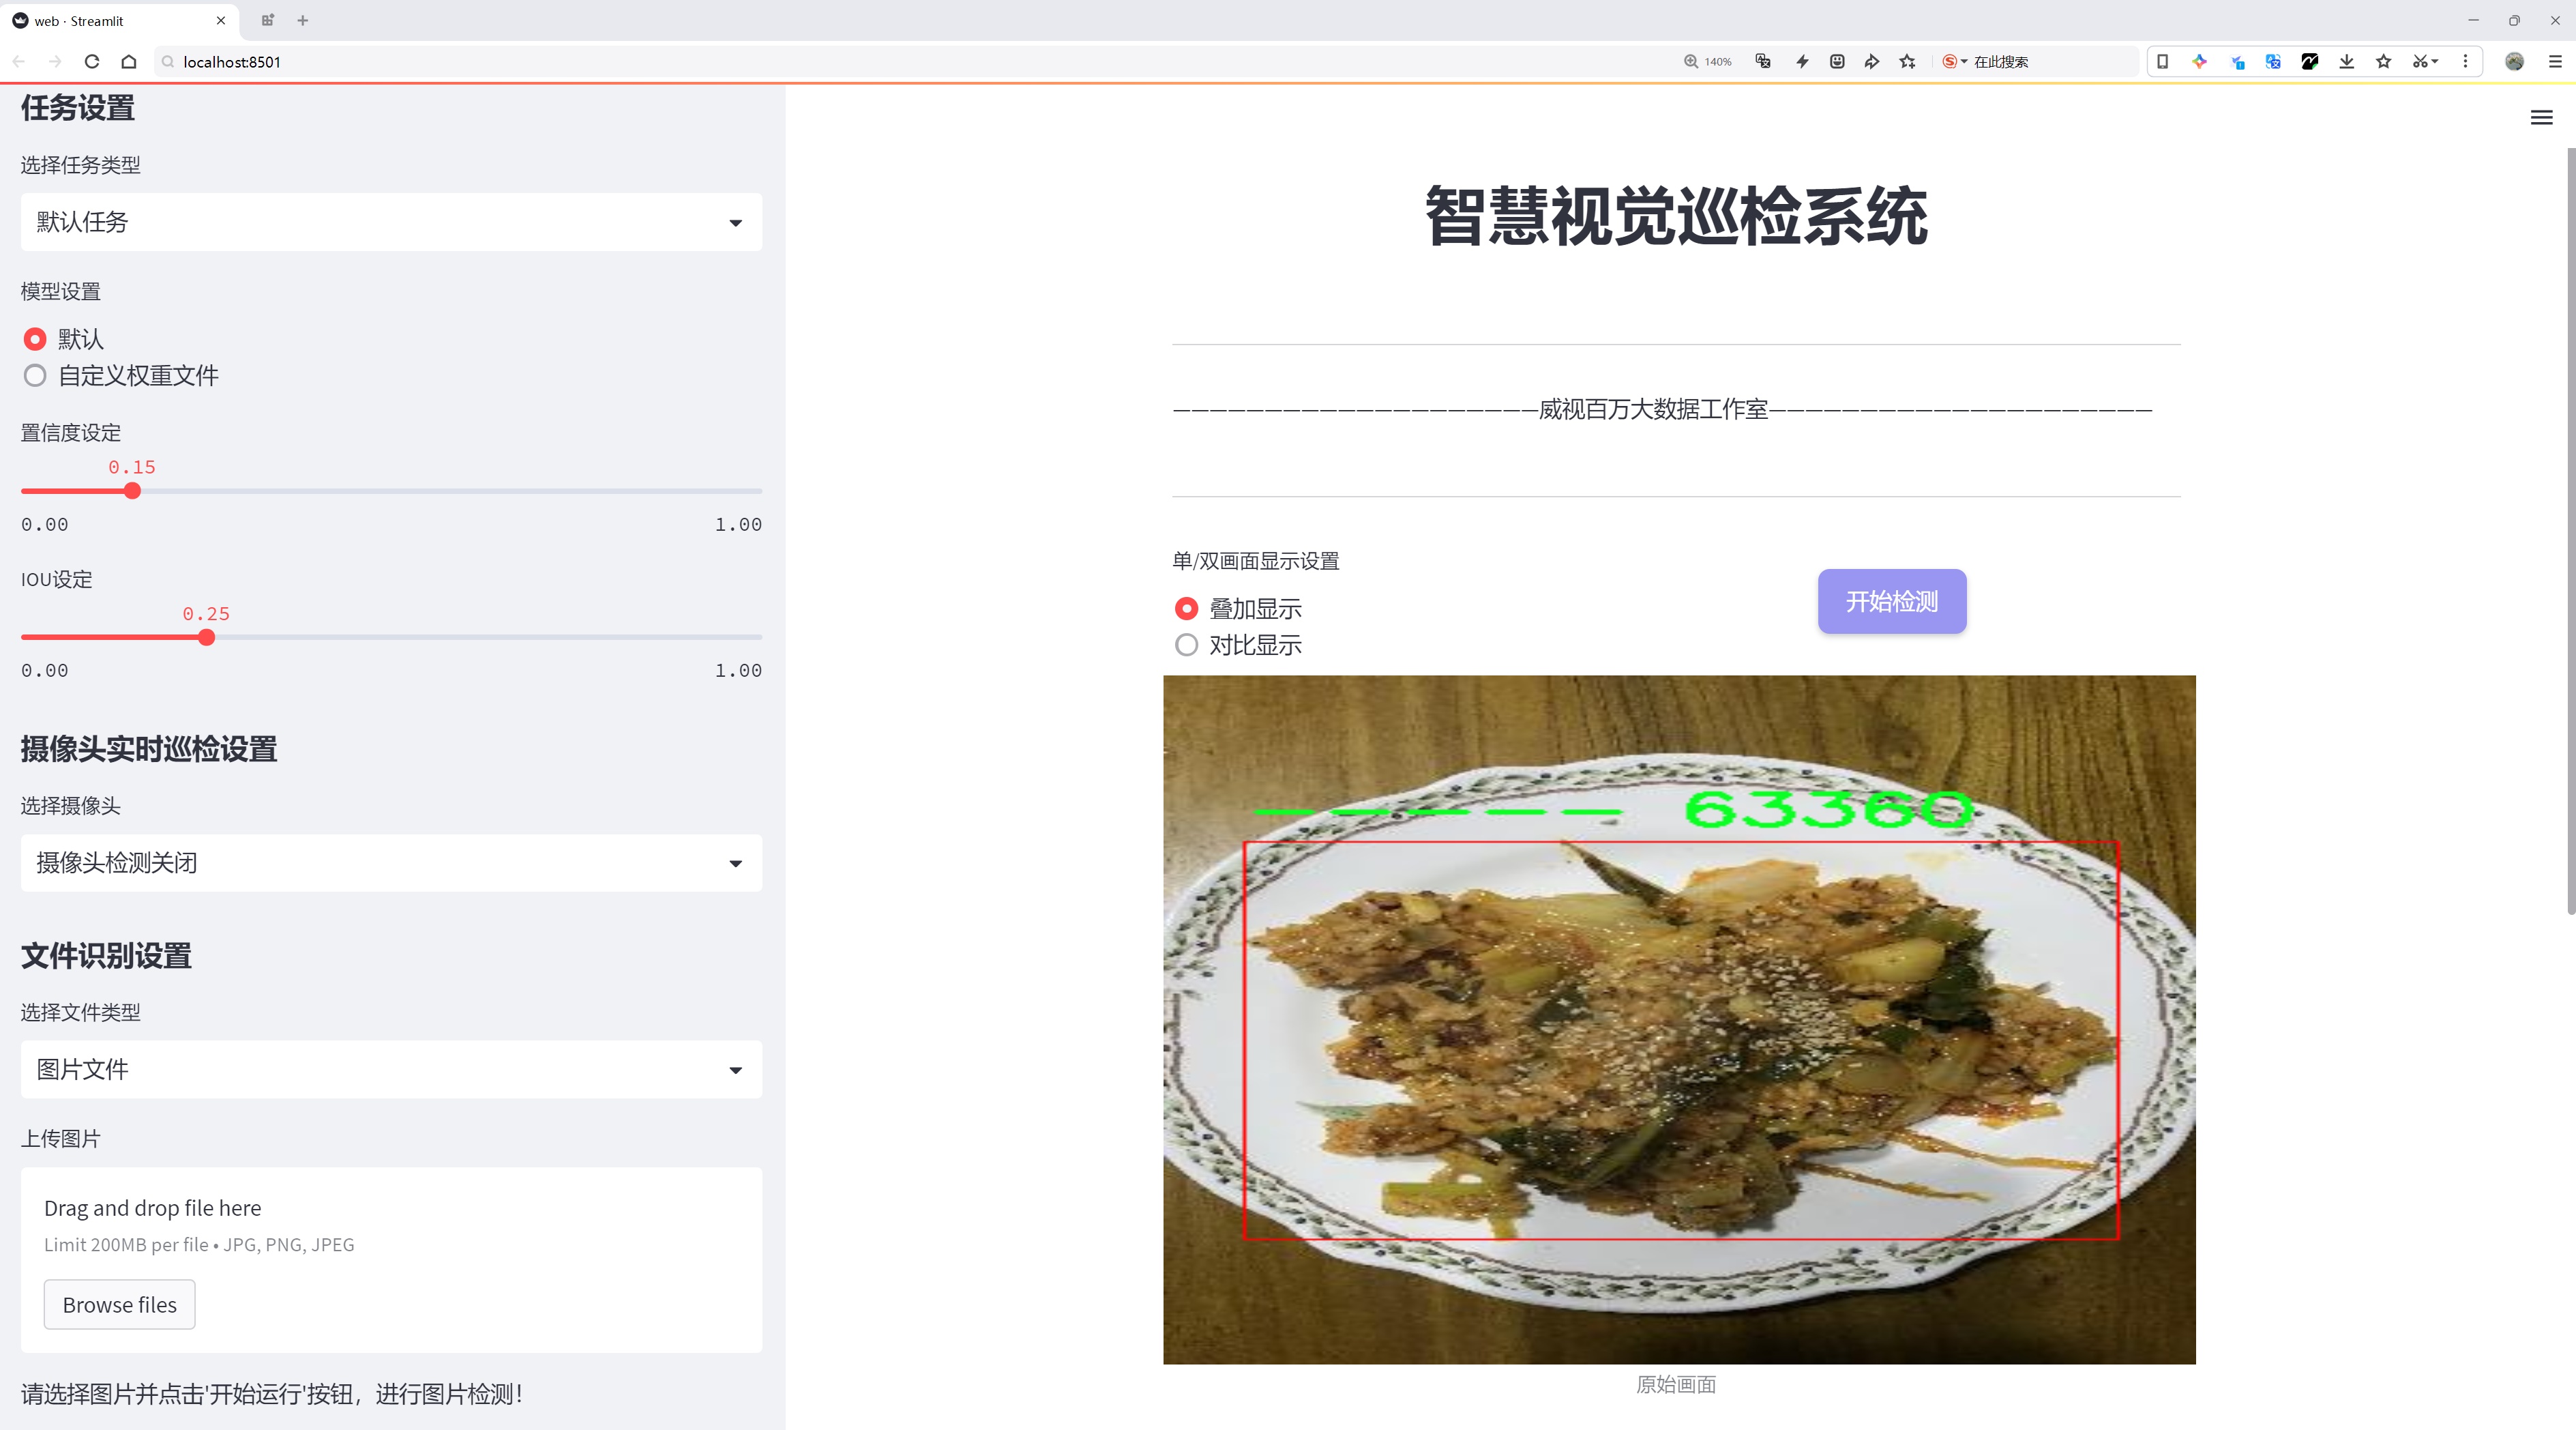 web · Streamlit
localhost:8501
140%
在此搜索
任务设置
选择任务类型
默认任务
模型设置
默认
自定义权重文件
置信度设定
0.15
0.00
1.00
IOU设定
0.25
0.00
1.00
摄像头实时巡检设置
选择摄像头
摄像头检测关闭
文件识别设置
选择文件类型
图片文件
上传图片
Drag and drop file here
Limit 200MB per file • JPG, PNG, JPEG
Browse files
请选择图片并点击'开始运行'按钮，进行图片检测！
智慧视觉巡检系统
————————————————————威视百万大数据工作室—————————————————————
单/双画面显示设置
叠加显示
对比显示
开始检测
————— 63360
原始画面